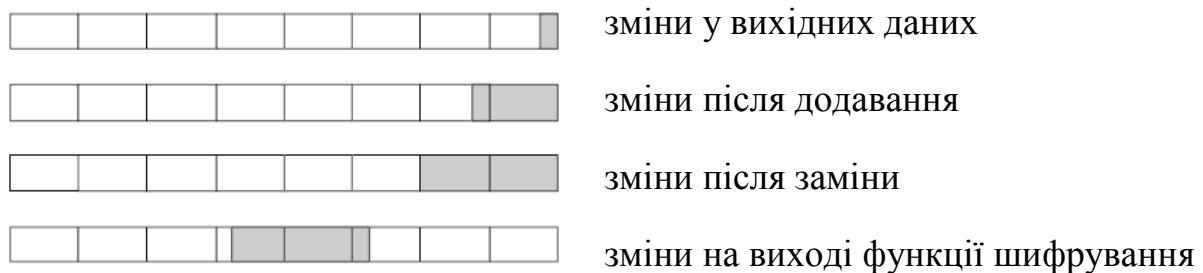 зміни у вихідних даних
зміни після додавання
зміни після заміни
зміни на виході функції шифрування